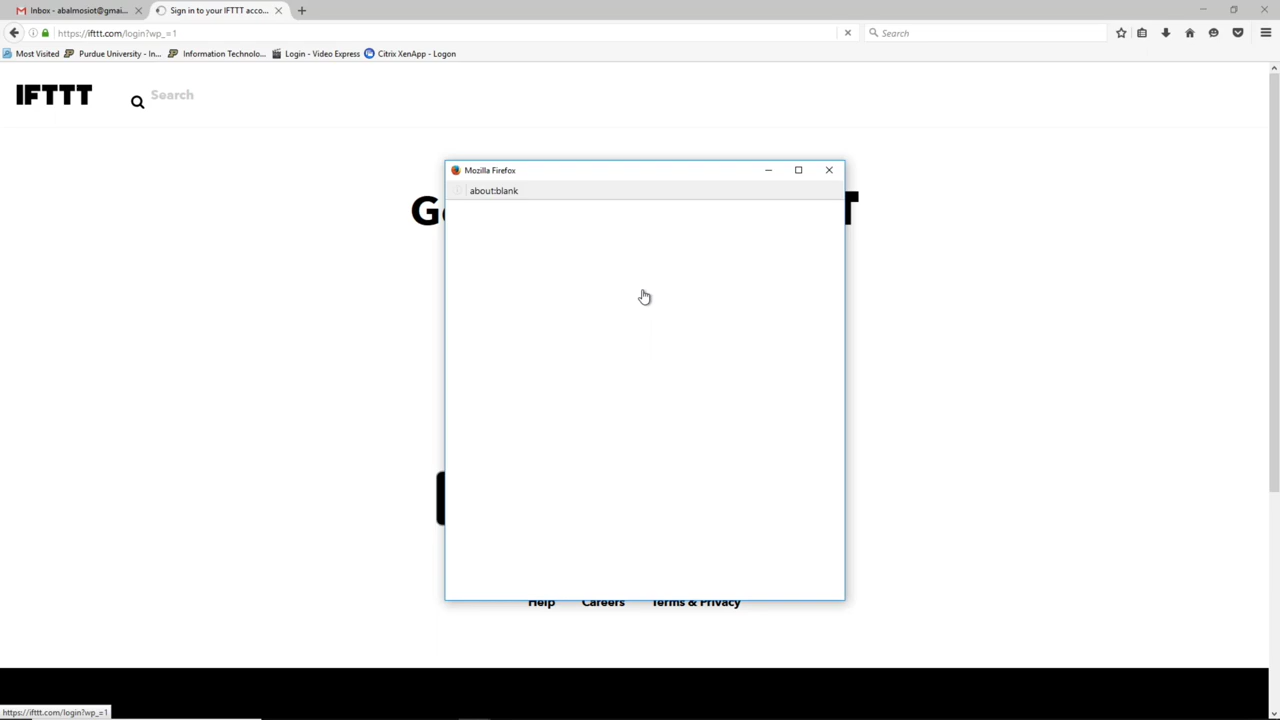 Inbox - abalmosiot@gmai...
Sign in to your IFTTT acco...
https://ifttt.com/login?wp_=1
Search
Most Visited
Purdue University - In...
Information Technolo...
Login - Video Express
Citrix XenApp - Logon
IFTTT
Search
Mozilla Firefox
about:blank
G
T
Help Careers Terms & Privacy
https://ifttt.com/login?wp_=1